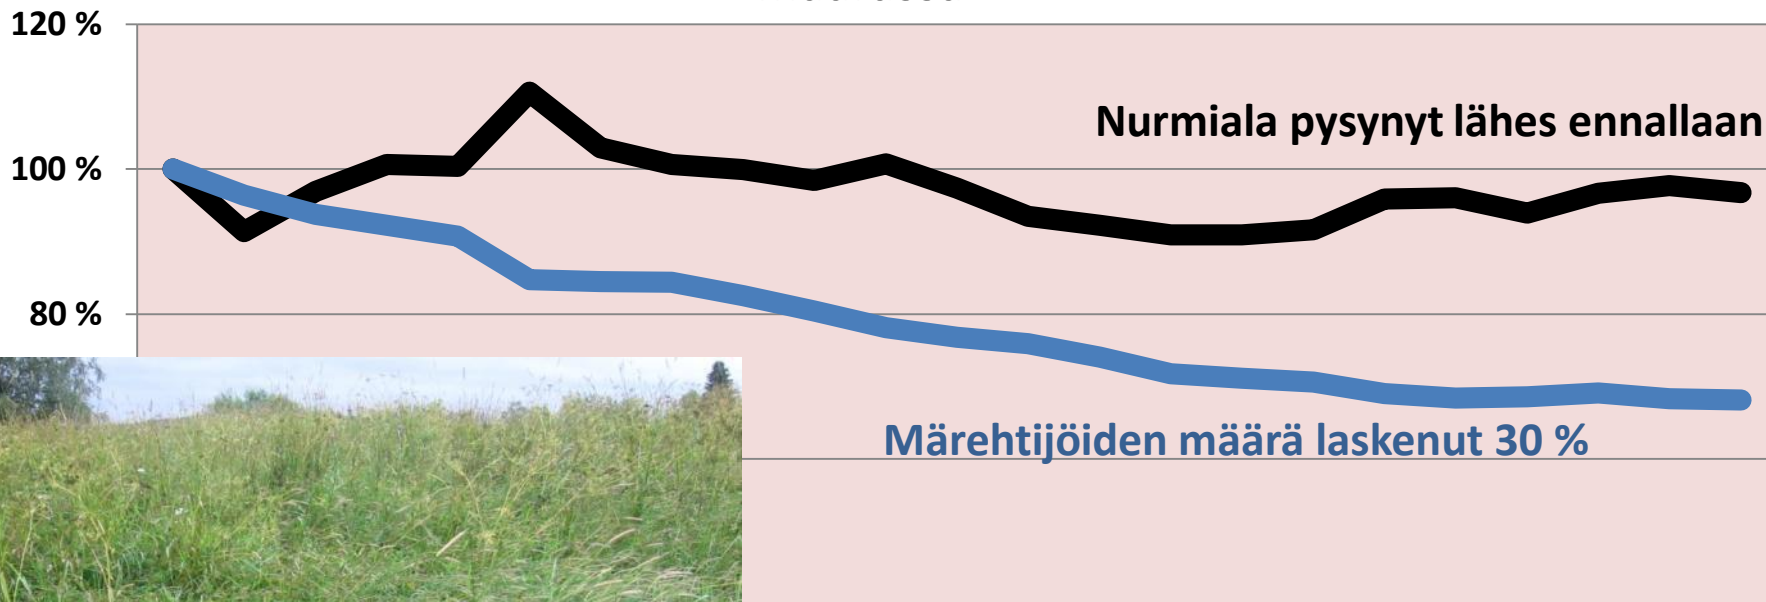 120 %
Nurmiala pysynyt lähes ennallaan
100 %
80 %
Märehtijöiden määrä laskenut 30 %